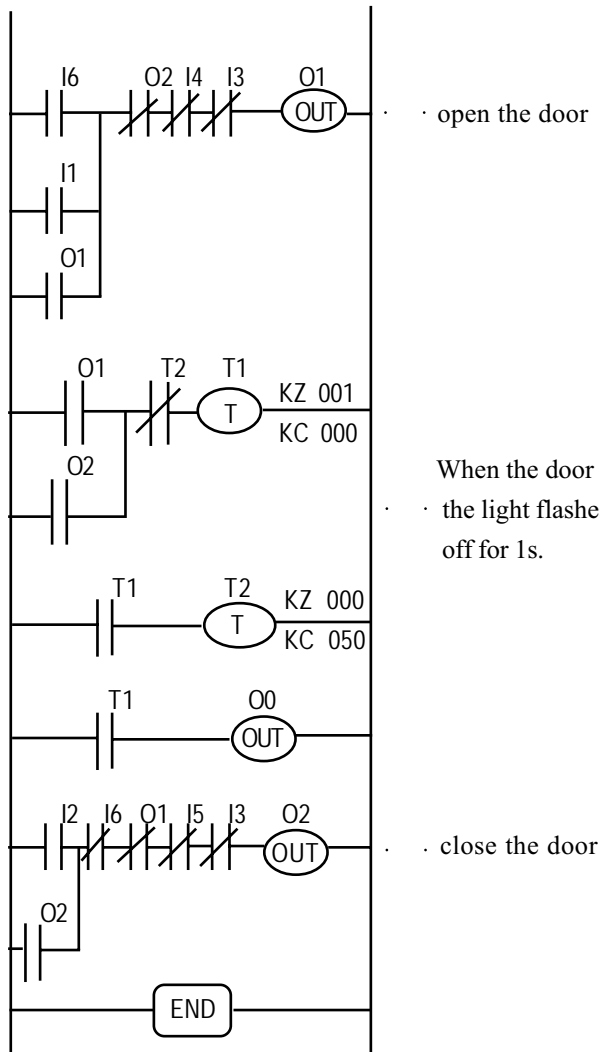 I6 O2 I4 I3 O1
OUT · · open the door
I1
O1
O1 T2 T1
T KZ 001
KC 000
O2
When the door
· · the light flashe
off for 1s.
T1 T2
T KZ 000
KC 050
T1 O0
OUT
I2 I6 O1 I5 I3 O2
OUT · · close the door
O2
END